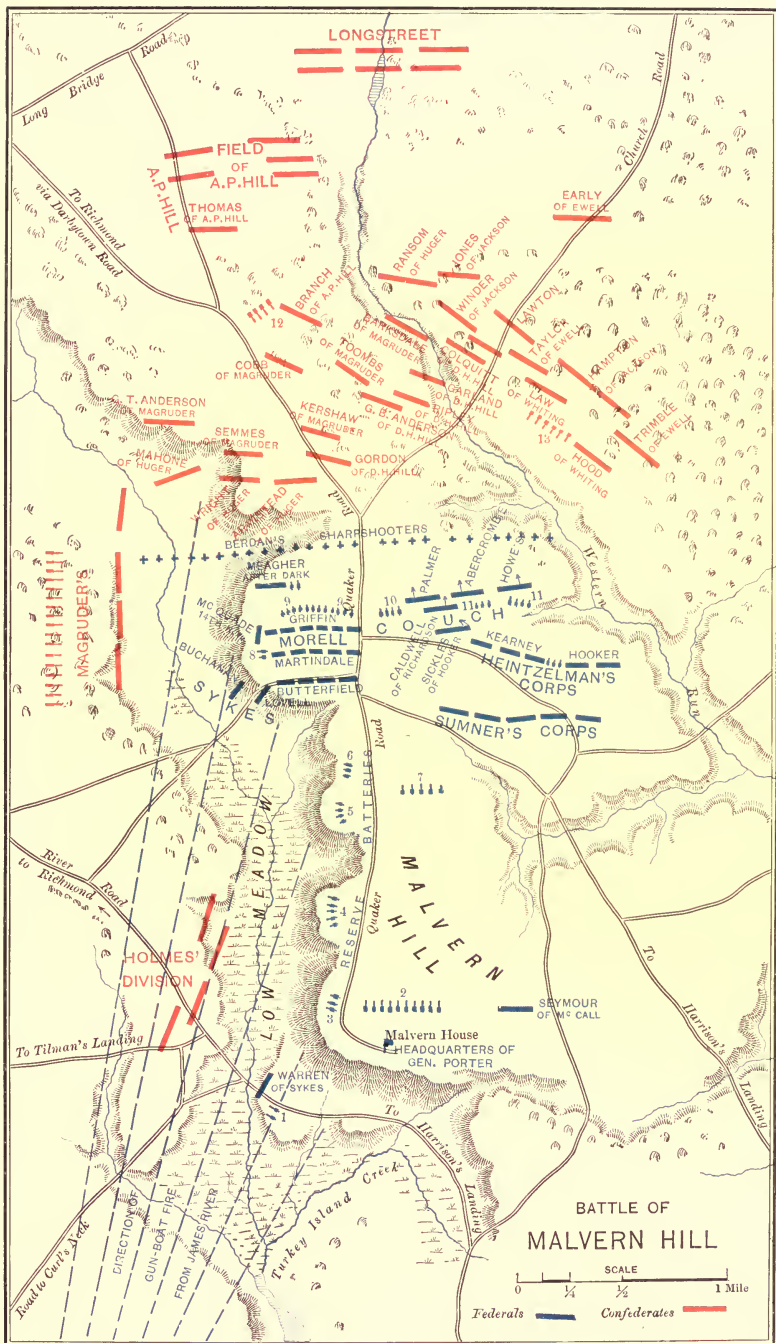 LONGSTREET
Long Bridge Road
FIELD
OF
A.P. HILL
A.P. HILL
THOMAS
OF A.P. HILL
To Richmond
via Darbytown Road
Church Road
EARLY
OF EWELL
RANSOM
OF HUGER
JONES
OF JACKSON
WINDER
OF JACKSON
LAWTON
BRANCH
OF A.P. HILL
12
BARKSDALE
OF MAGRUDER
TAYLOR
OF EWELL
HAMPTON
OF JACKSON
COBB
OF MAGRUDER
TOOMBS
OF MAGRUDER
COLQUITT
OF D.H. HILL
GARLAND
OF D.H. HILL
LAW
OF WHITING
13
HOOD
OF WHITING
TRIMBLE
OF EWELL
G. T. ANDERSON
OF MAGRUDER
SEMMES
OF MAGRUDER
KERSHAW
OF MAGRUDER
G. B. ANDERSON
OF D.H. HILL
GORDON
OF D.H. HILL
MAHONE
OF HUGER
WRIGHT
OF HUGER
ARMISTEAD
OF HUGER
MAGRUDER'S
BERDAN'S SHARPSHOOTERS
Quaker Road
Western Run
MEAGHER
AFTER DARK
9
GRIFFIN
MORELL
MARTINDALE
8
BUTTERFIELD
LOVELL
MC QUADE
14TH
BUCHANAN
SYKES
PALMER
ABERCROMBIE
HOWE
10
11
11
COUCH
CALDWELL
OF RICHARDSON
SICKLES
OF HOOKER
KEARNEY
HOOKER
HEINTZELMAN'S
CORPS
SUMNER'S CORPS
Road
6
5
7
4
3
2
RESERVE BATTERIES
Quaker
MALVERN
HILL
LOW MEADOW
River Road
to Richmond
HOLMES'
DIVISION
To Tilman's Landing
SEYMOUR
OF Mc CALL
Malvern House
HEADQUARTERS OF
GEN. PORTER
WARREN
OF SYKES
1
To Harrison's Landing
To Harrison's Landing
Turkey Island Creek
Road to Curl's Neck
DIRECTION OF
GUN-BOAT FIRE
FROM JAMES RIVER
BATTLE OF
MALVERN HILL
SCALE
0 ¼ ½ 1 Mile
Federals Confederates